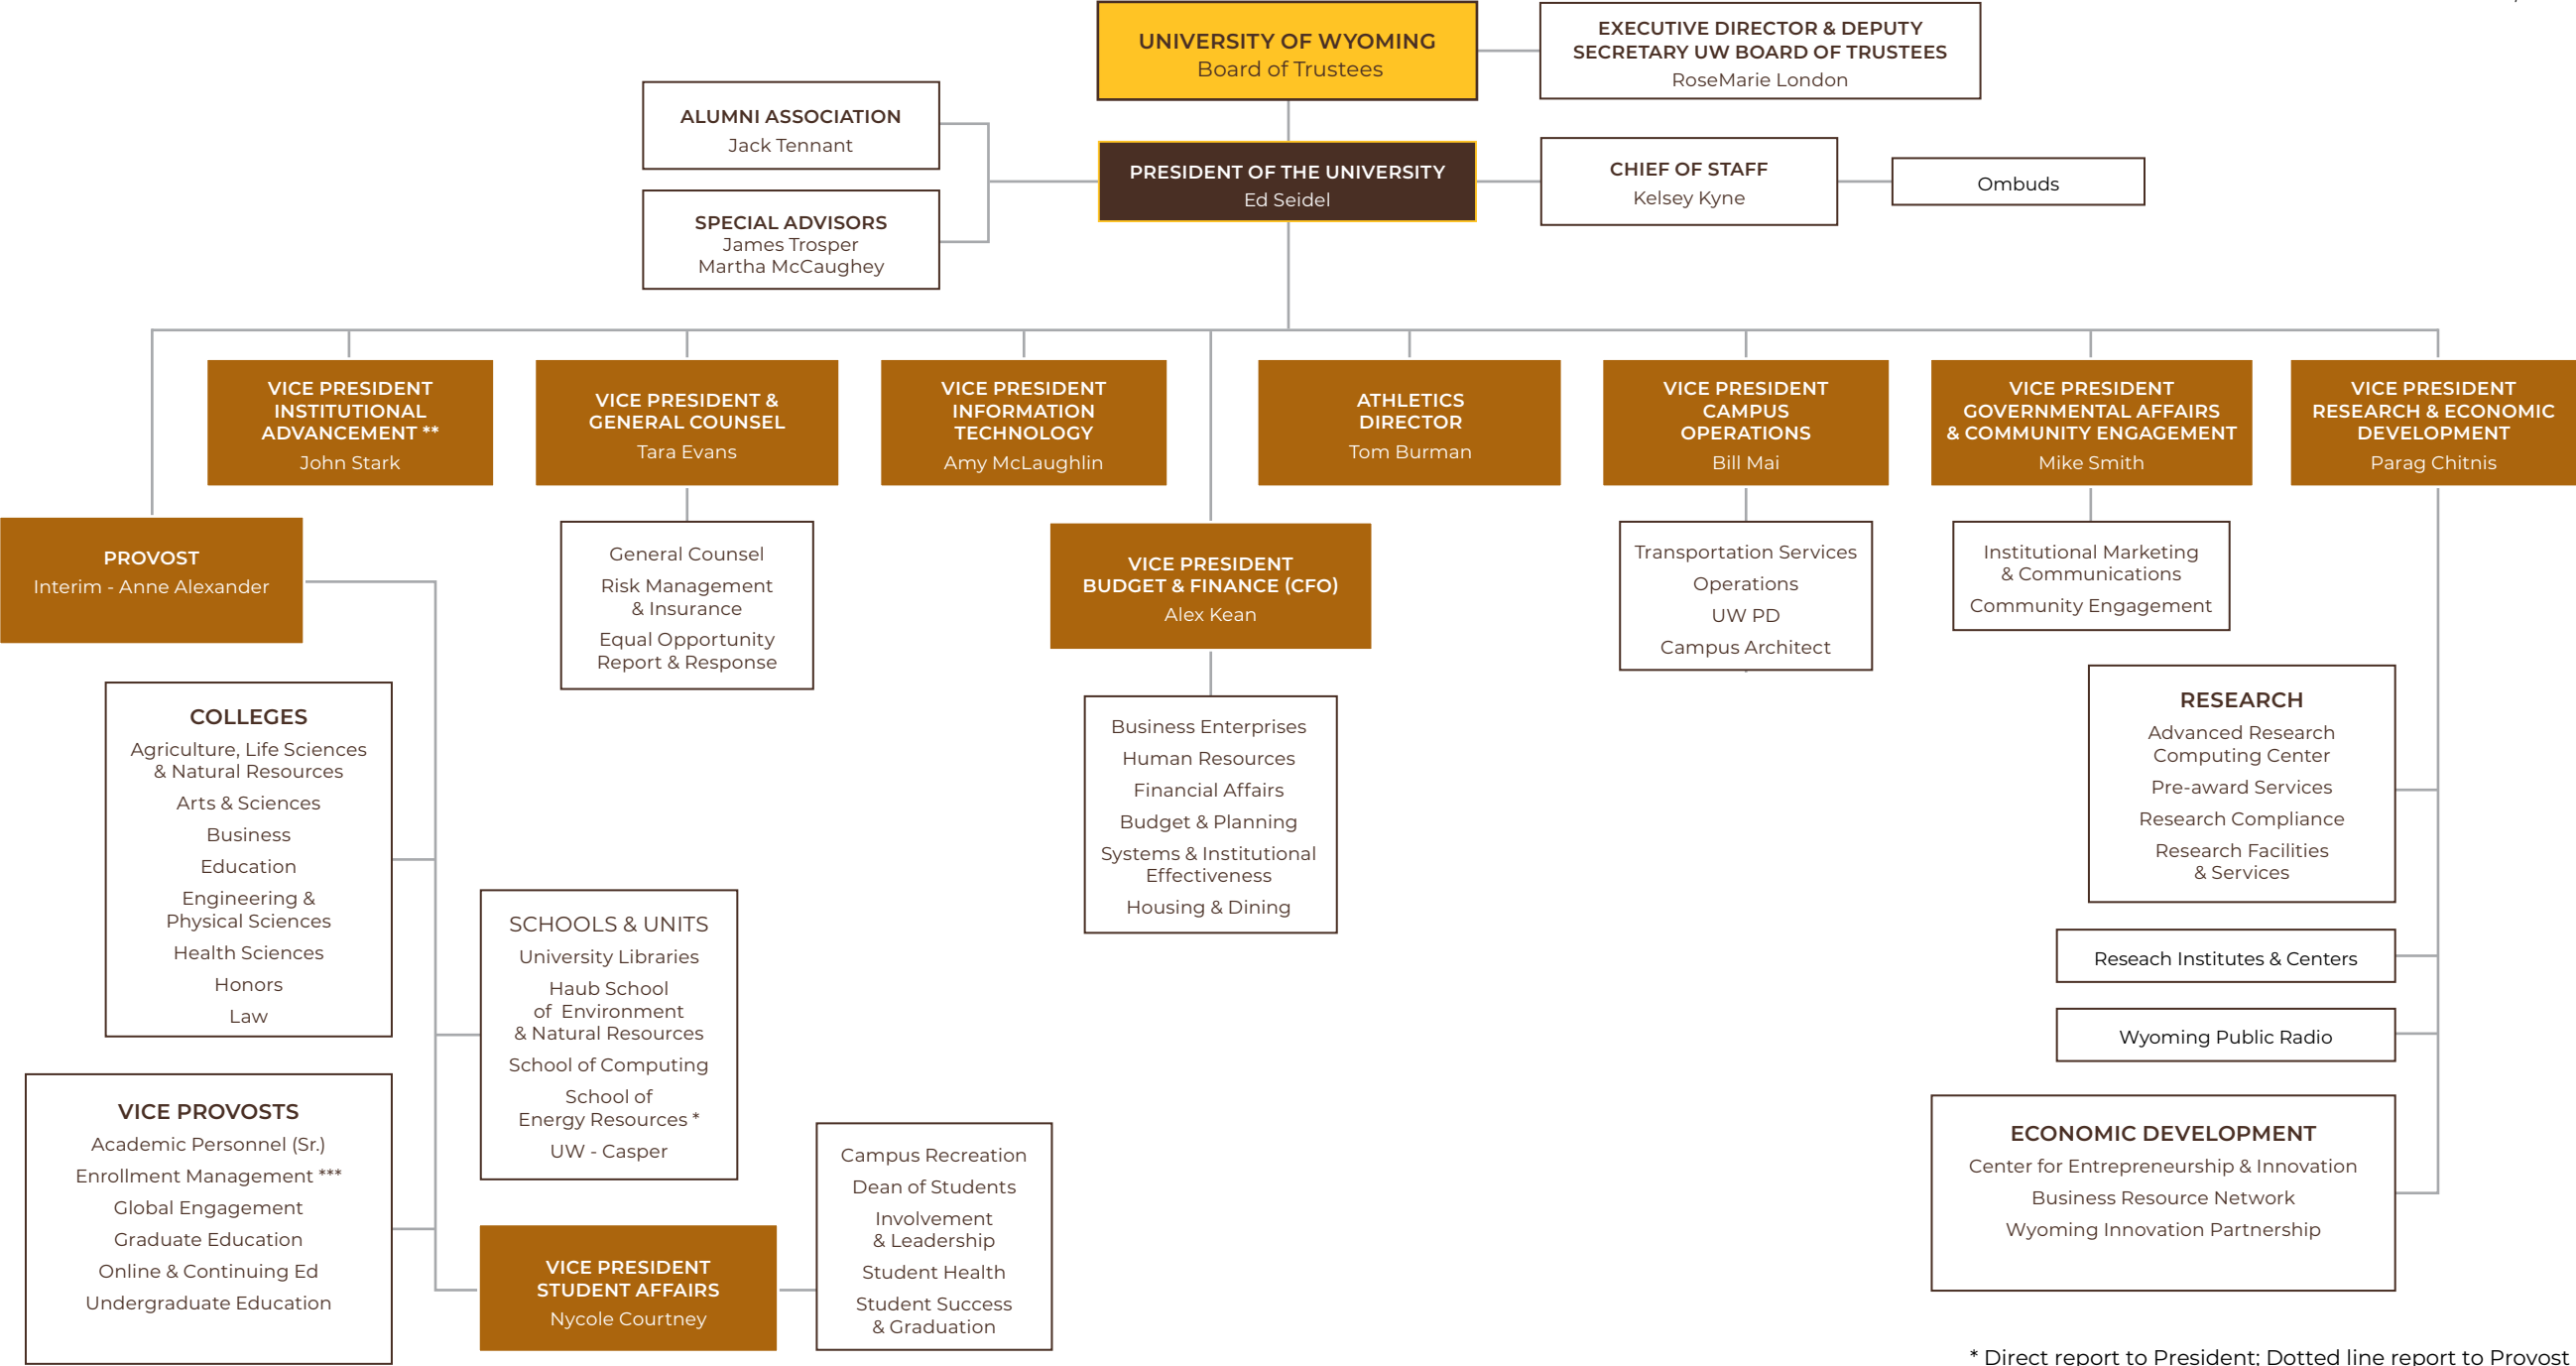 UNIVERSITY OF WYOMING
Board of Trustees
EXECUTIVE DIRECTOR & DEPUTY
SECRETARY UW BOARD OF TRUSTEES
RoseMarie London
ALUMNI ASSOCIATION
Jack Tennant
PRESIDENT OF THE UNIVERSITY
Ed Seidel
CHIEF OF STAFF
Kelsey Kyne
Ombuds
SPECIAL ADVISORS
James Trosper
Martha McCaughey
VICE PRESIDENT
INSTITUTIONAL
ADVANCEMENT **
John Stark
VICE PRESIDENT &
GENERAL COUNSEL
Tara Evans
VICE PRESIDENT
INFORMATION
TECHNOLOGY
Amy McLaughlin
ATHLETICS
DIRECTOR
Tom Burman
VICE PRESIDENT
CAMPUS
OPERATIONS
Bill Mai
VICE PRESIDENT
GOVERNMENTAL AFFAIRS
& COMMUNITY ENGAGEMENT
Mike Smith
VICE PRESIDENT
RESEARCH & ECONOMIC
DEVELOPMENT
Parag Chitnis
PROVOST
Interim - Anne Alexander
General Counsel
Risk Management
& Insurance
Equal Opportunity
Report & Response
VICE PRESIDENT
BUDGET & FINANCE (CFO)
Alex Kean
Transportation Services
Operations
UW PD
Campus Architect
Institutional Marketing
& Communications
Community Engagement
COLLEGES
Agriculture, Life Sciences
& Natural Resources
Arts & Sciences
Business
Education
Engineering &
Physical Sciences
Health Sciences
Honors
Law
Business Enterprises
Human Resources
Financial Affairs
Budget & Planning
Systems & Institutional
Effectiveness
Housing & Dining
RESEARCH
Advanced Research
Computing Center
Pre-award Services
Research Compliance
Research Facilities
& Services
SCHOOLS & UNITS
University Libraries
Haub School
of Environment
& Natural Resources
School of Computing
School of
Energy Resources *
UW - Casper
Reseach Institutes & Centers
Wyoming Public Radio
VICE PROVOSTS
Academic Personnel (Sr.)
Enrollment Management ***
Global Engagement
Graduate Education
Online & Continuing Ed
Undergraduate Education
VICE PRESIDENT
STUDENT AFFAIRS
Nycole Courtney
Campus Recreation
Dean of Students
Involvement
& Leadership
Student Health
Student Success
& Graduation
ECONOMIC DEVELOPMENT
Center for Entrepreneurship & Innovation
Business Resource Network
Wyoming Innovation Partnership
* Direct report to President; Dotted line report to Provost